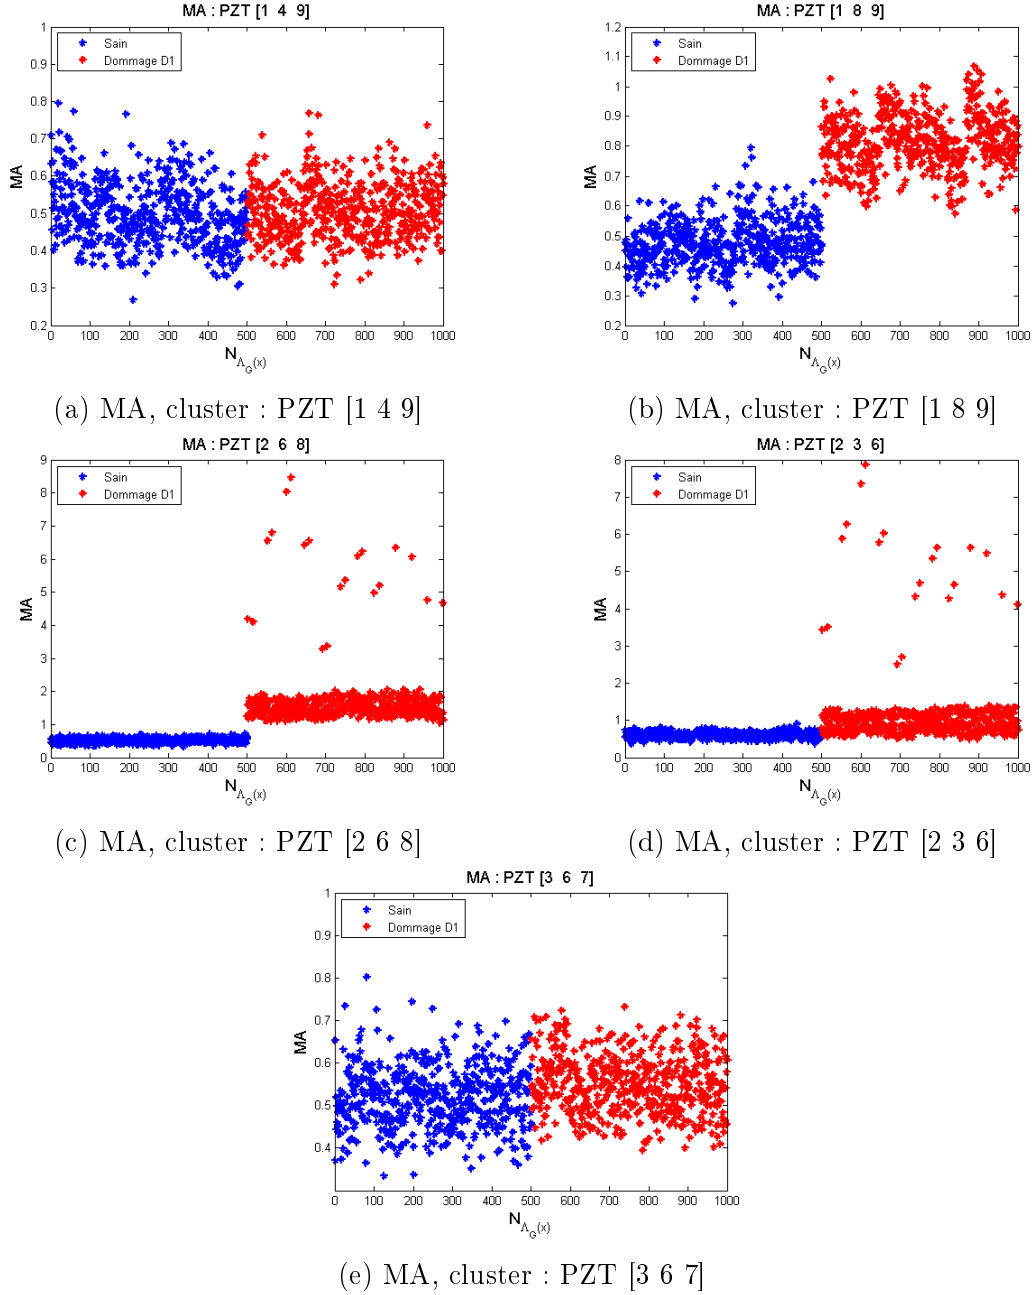 MA : PZT [1 4 9]
1
0.9
0.8
0.7
0.6
0.5
0.4
0.3
0.2
MA
Sain
Dommage D1
0 100 200 300 400 500 600 700 800 900 1000
N_Λ_G(x)
(a) MA, cluster : PZT [1 4 9]
MA : PZT [1 8 9]
1.2
1.1
1
0.9
0.8
0.7
0.6
0.5
0.4
0.3
0.2
MA
Sain
Dommage D1
0 100 200 300 400 500 600 700 800 900 1000
N_Λ_G(x)
(b) MA, cluster : PZT [1 8 9]
MA : PZT [2 6 8]
9
8
7
6
5
4
3
2
1
0
MA
Sain
Dommage D1
0 100 200 300 400 500 600 700 800 900 1000
N_Λ_G(x)
(c) MA, cluster : PZT [2 6 8]
MA : PZT [2 3 6]
8
7
6
5
4
3
2
1
0
MA
Sain
Dommage D1
0 100 200 300 400 500 600 700 800 900 1000
N_Λ_G(x)
(d) MA, cluster : PZT [2 3 6]
MA : PZT [3 6 7]
1
0.9
0.8
0.7
0.6
0.5
0.4
MA
Sain
Dommage D1
0 100 200 300 400 500 600 700 800 900 1000
N_Λ_G(x)
(e) MA, cluster : PZT [3 6 7]